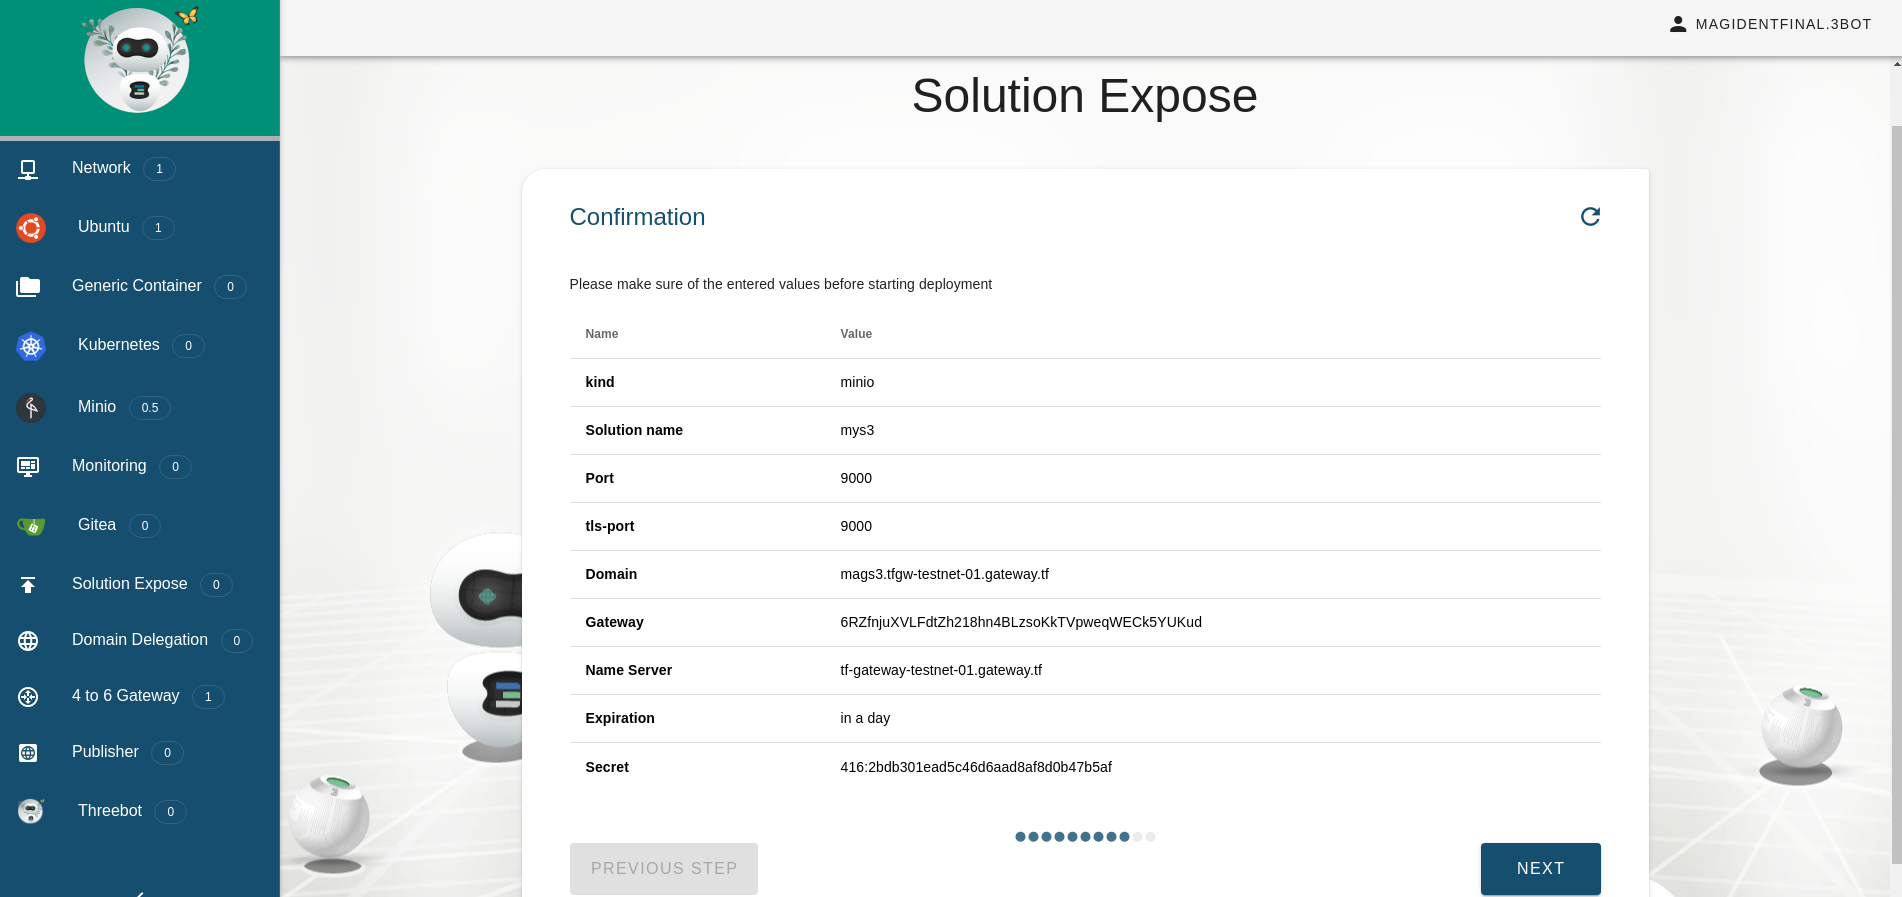 MAGIDENTFINAL.3BOT
Network 1
Ubuntu 1
Generic Container 0
Kubernetes 0
Minio 0.5
Monitoring 0
Gitea 0
Solution Expose 0
Domain Delegation 0
4 to 6 Gateway 1
Publisher 0
Threebot 0
Solution Expose
Confirmation
Please make sure of the entered values before starting deployment
Name Value
kind minio
Solution name mys3
Port 9000
tls-port 9000
Domain mags3.tfgw-testnet-01.gateway.tf
Gateway 6RZfnjuXVLFdtZh218hn4BLzsoKkTVpweqWECk5YUKud
Name Server tf-gateway-testnet-01.gateway.tf
Expiration in a day
Secret 416:2bdb301ead5c46d6aad8af8d0b47b5af
PREVIOUS STEP NEXT